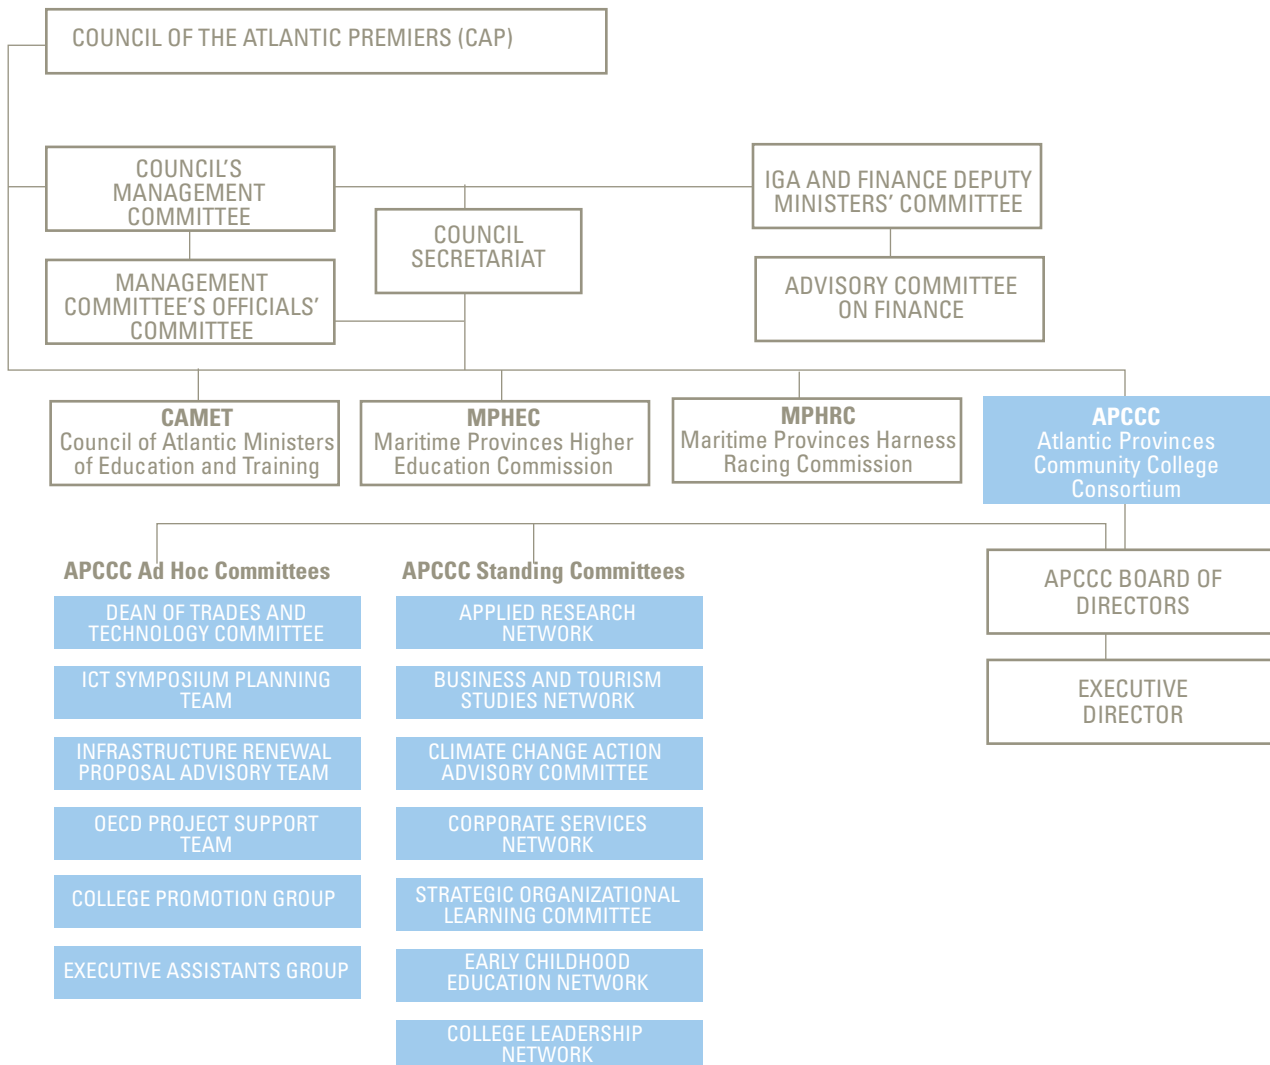 COUNCIL OF THE ATLANTIC PREMIERS (CAP)
COUNCIL'S
MANAGEMENT
COMMITTEE
IGA AND FINANCE DEPUTY
MINISTERS' COMMITTEE
COUNCIL
SECRETARIAT
MANAGEMENT
COMMITTEE'S OFFICIALS'
COMMITTEE
ADVISORY COMMITTEE
ON FINANCE
CAMET
Council of Atlantic Ministers
of Education and Training
MPHEC
Maritime Provinces Higher
Education Commission
MPHRC
Maritime Provinces Harness
Racing Commission
APCCC
Atlantic Provinces
Community College
Consortium
APCCC Ad Hoc Committees
DEAN OF TRADES AND
TECHNOLOGY COMMITTEE
ICT SYMPOSIUM PLANNING
TEAM
INFRASTRUCTURE RENEWAL
PROPOSAL ADVISORY TEAM
OECD PROJECT SUPPORT
TEAM
COLLEGE PROMOTION GROUP
EXECUTIVE ASSISTANTS GROUP
APCCC Standing Committees
APPLIED RESEARCH
NETWORK
BUSINESS AND TOURISM
STUDIES NETWORK
CLIMATE CHANGE ACTION
ADVISORY COMMITTEE
CORPORATE SERVICES
NETWORK
STRATEGIC ORGANIZATIONAL
LEARNING COMMITTEE
EARLY CHILDHOOD
EDUCATION NETWORK
COLLEGE LEADERSHIP
NETWORK
APCCC BOARD OF
DIRECTORS
EXECUTIVE
DIRECTOR